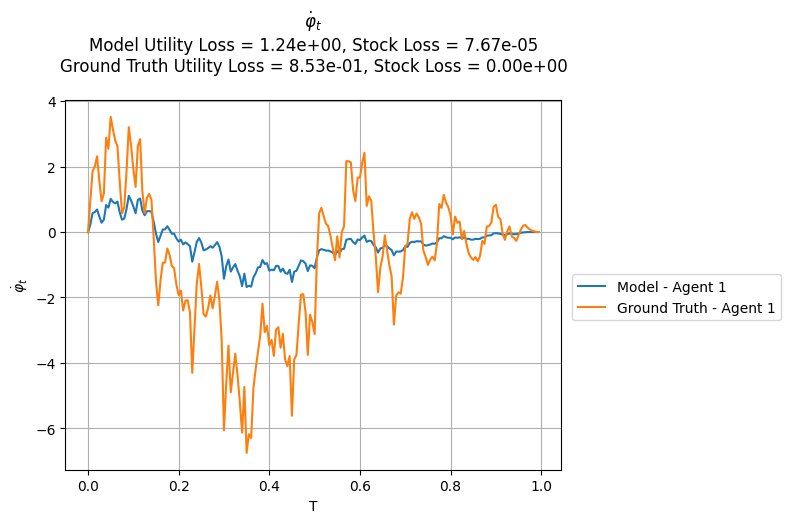 φ̇_t
Model Utility Loss = 1.24e+00, Stock Loss = 7.67e-05
Ground Truth Utility Loss = 8.53e-01, Stock Loss = 0.00e+00
4
2
0
−2
−4
−6
φ̇_t
0.0 0.2 0.4 0.6 0.8 1.0
T
Model - Agent 1
Ground Truth - Agent 1